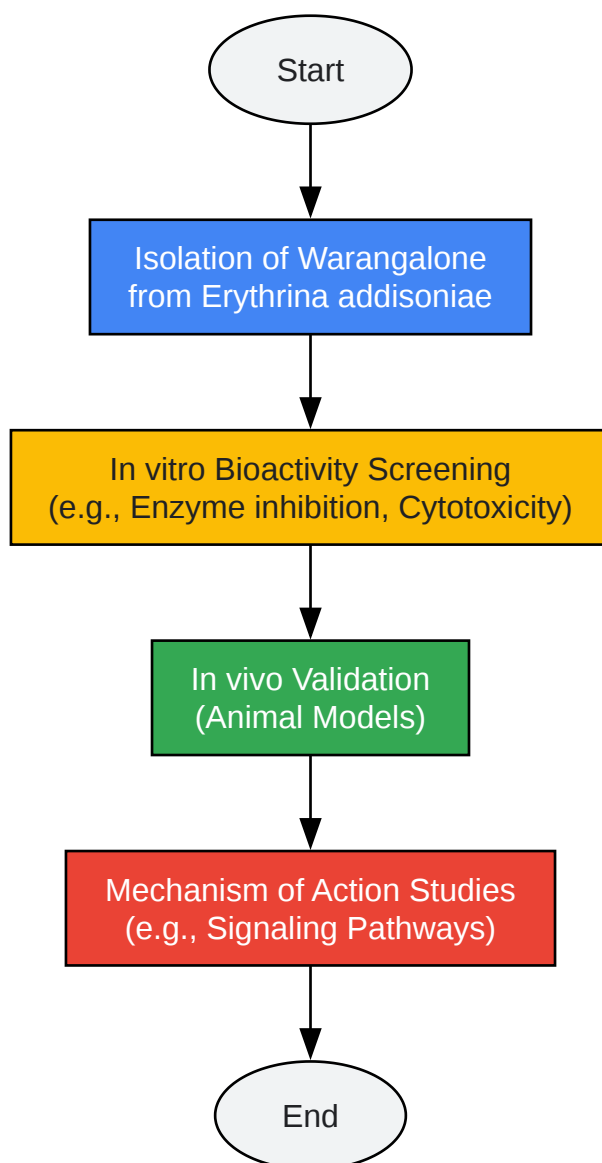 Start
Isolation of Warangalone
from Erythrina addisoniae
In vitro Bioactivity Screening
(e.g., Enzyme inhibition, Cytotoxicity)
In vivo Validation
(Animal Models)
Mechanism of Action Studies
(e.g., Signaling Pathways)
End